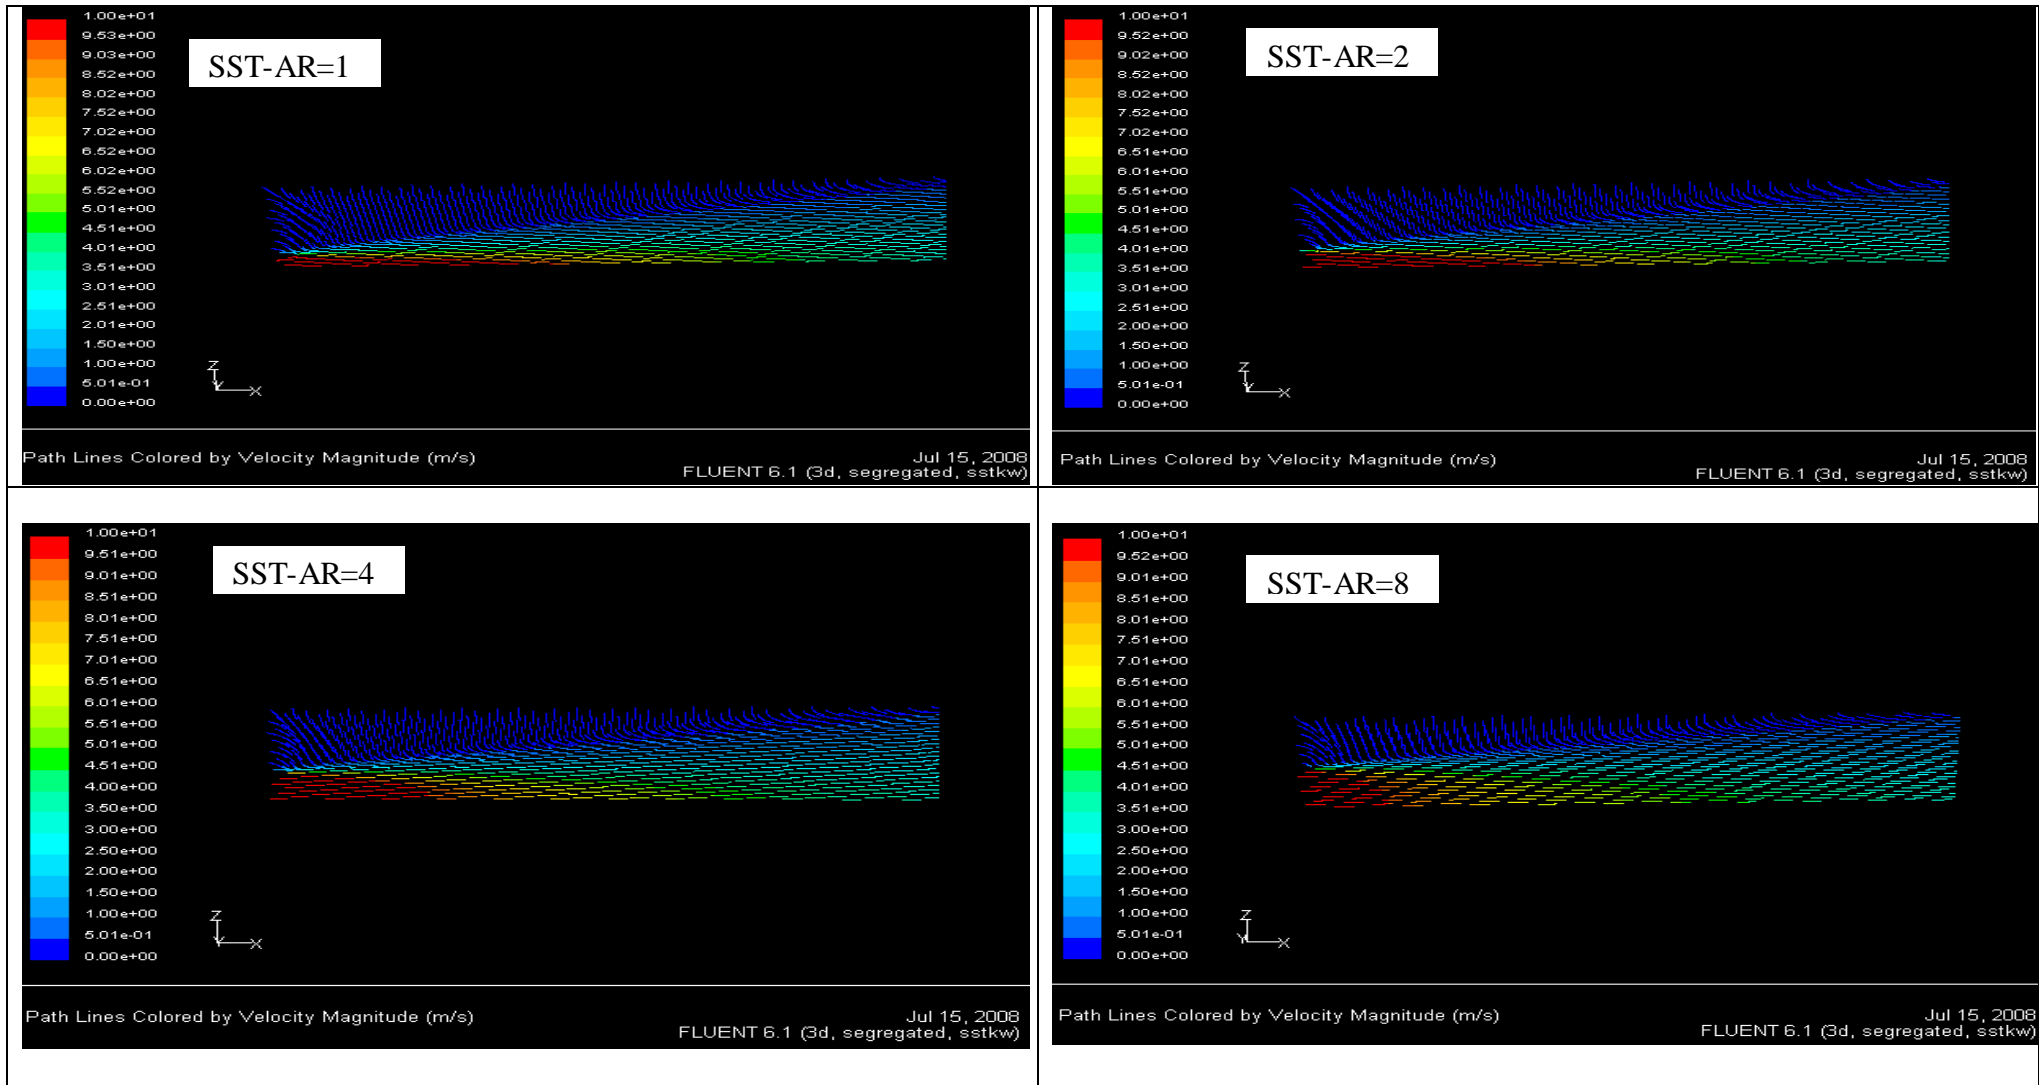 1.00e+01
9.53e+00
9.03e+00
8.52e+00
8.02e+00
7.52e+00
7.02e+00
6.52e+00
6.02e+00
5.52e+00
5.01e+00
4.51e+00
4.01e+00
3.51e+00
3.01e+00
2.51e+00
2.01e+00
1.50e+00
1.00e+00
5.01e-01
0.00e+00
SST-AR=1
Z
Y
X
Path Lines Colored by Velocity Magnitude (m/s)
Jul 15, 2008
FLUENT 6.1 (3d, segregated, sstkw)
1.00e+01
9.52e+00
9.02e+00
8.52e+00
8.02e+00
7.52e+00
7.02e+00
6.51e+00
6.01e+00
5.51e+00
5.01e+00
4.51e+00
4.01e+00
3.51e+00
3.01e+00
2.51e+00
2.00e+00
1.50e+00
1.00e+00
5.01e-01
0.00e+00
SST-AR=2
Z
Y
X
Path Lines Colored by Velocity Magnitude (m/s)
Jul 15, 2008
FLUENT 6.1 (3d, segregated, sstkw)
1.00e+01
9.51e+00
9.01e+00
8.51e+00
8.01e+00
7.51e+00
7.01e+00
6.51e+00
6.01e+00
5.51e+00
5.01e+00
4.51e+00
4.00e+00
3.50e+00
3.00e+00
2.50e+00
2.00e+00
1.50e+00
1.00e+00
5.01e-01
0.00e+00
SST-AR=4
Z
Y
X
Path Lines Colored by Velocity Magnitude (m/s)
Jul 15, 2008
FLUENT 6.1 (3d, segregated, sstkw)
1.00e+01
9.52e+00
9.01e+00
8.51e+00
8.01e+00
7.51e+00
7.01e+00
6.51e+00
6.01e+00
5.51e+00
5.01e+00
4.51e+00
4.01e+00
3.51e+00
3.00e+00
2.50e+00
2.00e+00
1.50e+00
1.00e+00
5.01e-01
0.00e+00
SST-AR=8
Z
Y
X
Path Lines Colored by Velocity Magnitude (m/s)
Jul 15, 2008
FLUENT 6.1 (3d, segregated, sstkw)